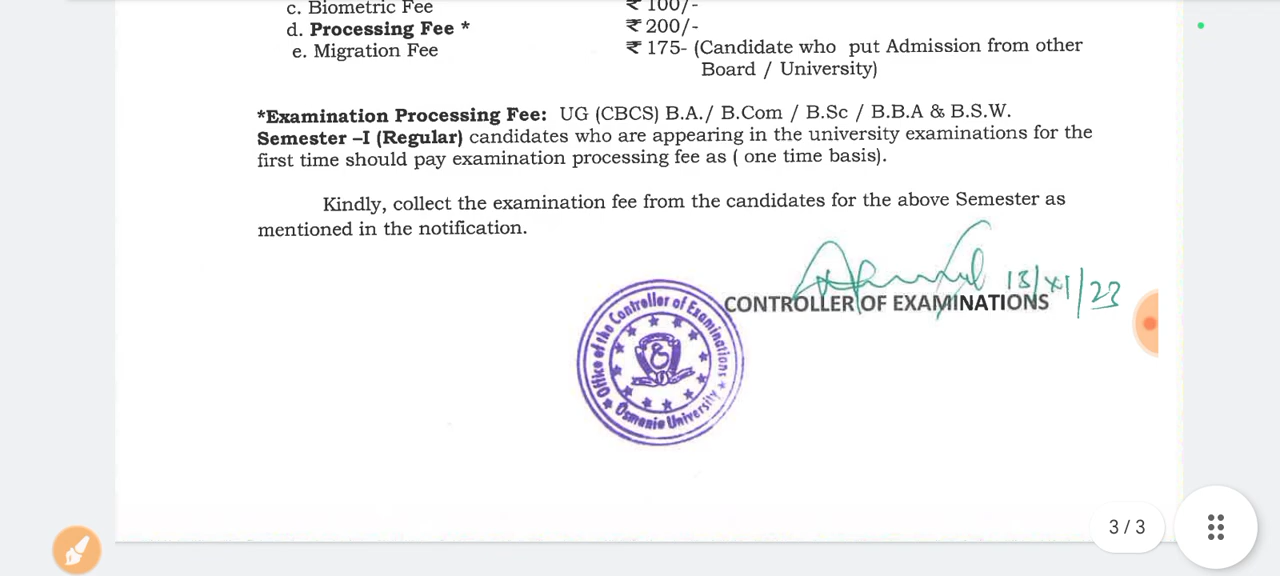 c. Biometric Fee ₹ 100/-
d. Processing Fee * ₹ 200/-
e. Migration Fee ₹ 175- (Candidate who put Admission from other
Board / University)
*Examination Processing Fee: UG (CBCS) B.A./ B.Com / B.Sc / B.B.A & B.S.W.
Semester –I (Regular) candidates who are appearing in the university examinations for the
first time should pay examination processing fee as ( one time basis).
Kindly, collect the examination fee from the candidates for the above Semester as
mentioned in the notification.
13/XI/23
CONTROLLER OF EXAMINATIONS
Office of the Controller of Examinations
Osmania University
3 / 3